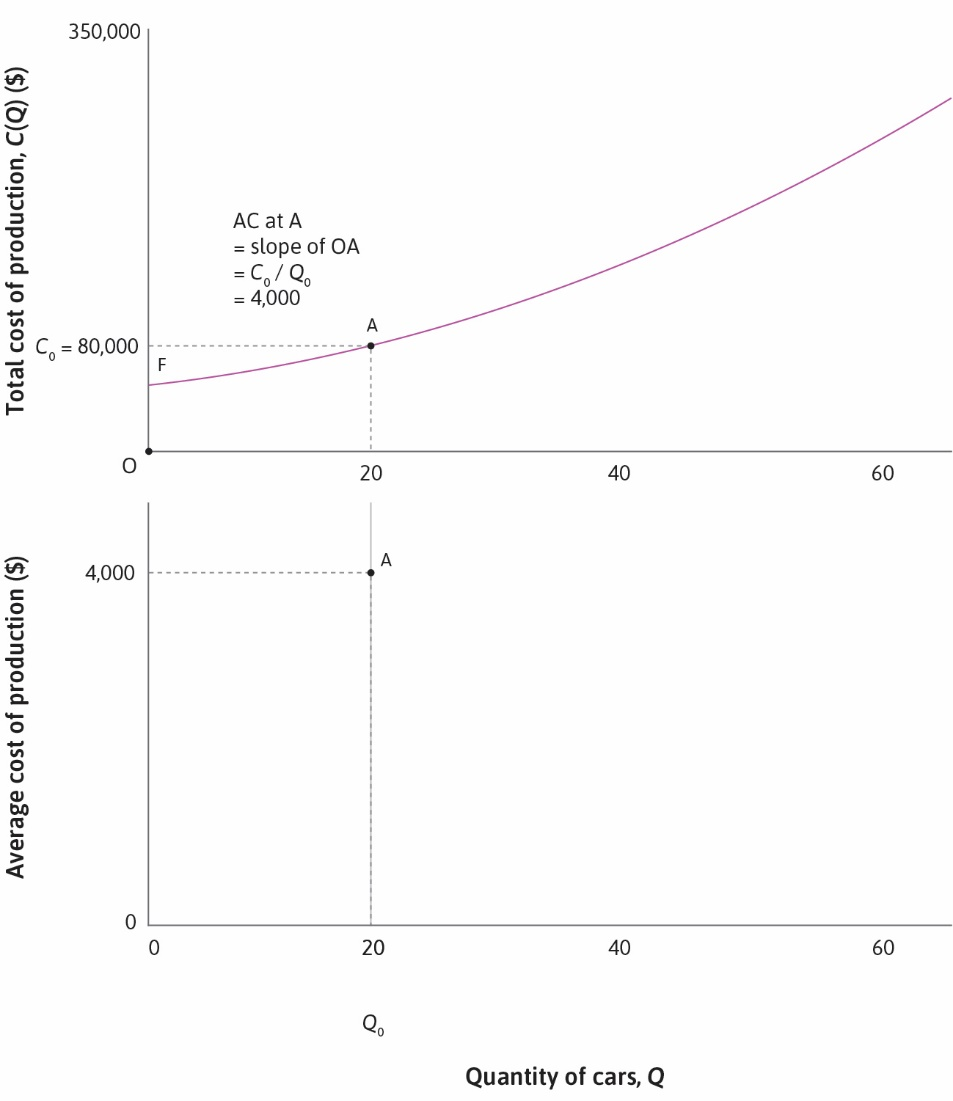 350,000
Total cost of production, C(Q) ($)
AC at A
= slope of OA
= C₀ / Q₀
= 4,000
A
C₀ = 80,000
F
O
20
40
60
Average cost of production ($)
A
4,000
0
0
20
40
60
Q₀
Quantity of cars, Q